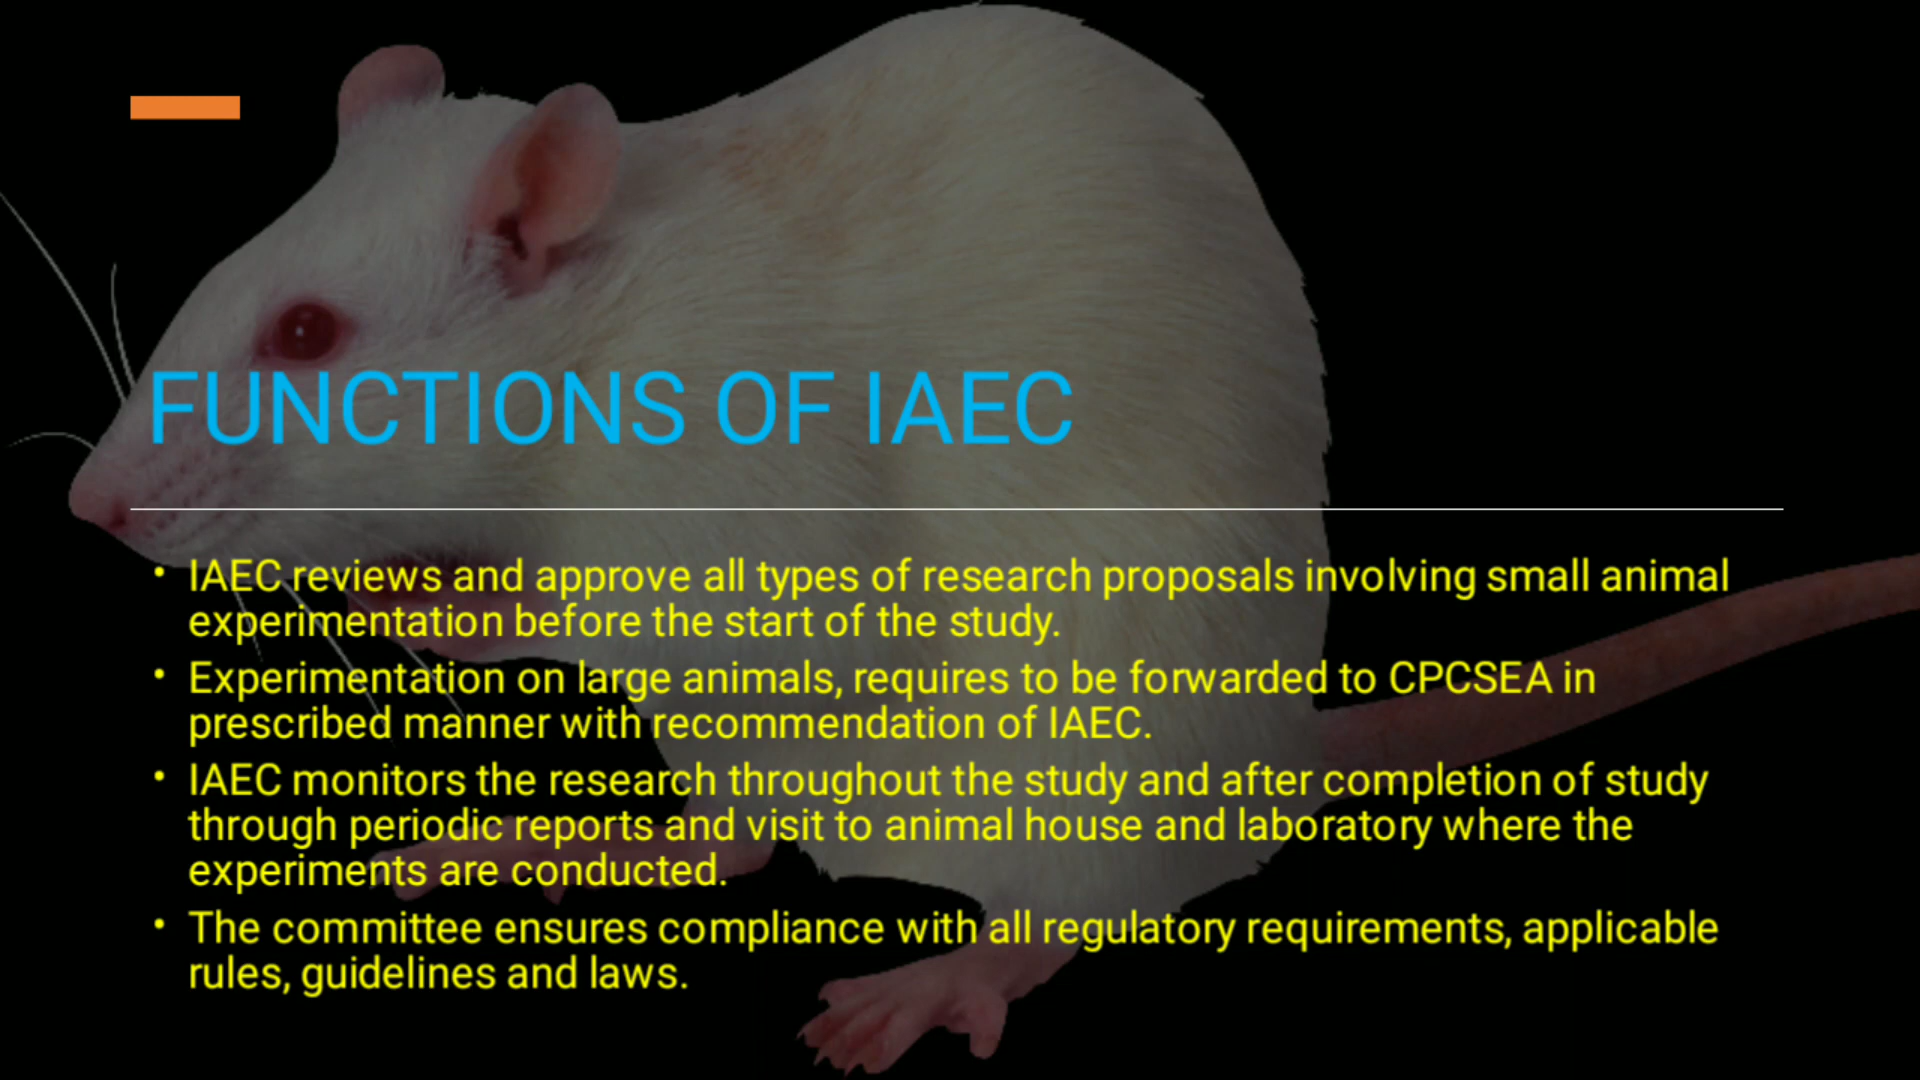 FUNCTIONS OF IAEC
• IAEC reviews and approve all types of research proposals involving small animal
experimentation before the start of the study.
• Experimentation on large animals, requires to be forwarded to CPCSEA in
prescribed manner with recommendation of IAEC.
• IAEC monitors the research throughout the study and after completion of study
through periodic reports and visit to animal house and laboratory where the
experiments are conducted.
• The committee ensures compliance with all regulatory requirements, applicable
rules, guidelines and laws.